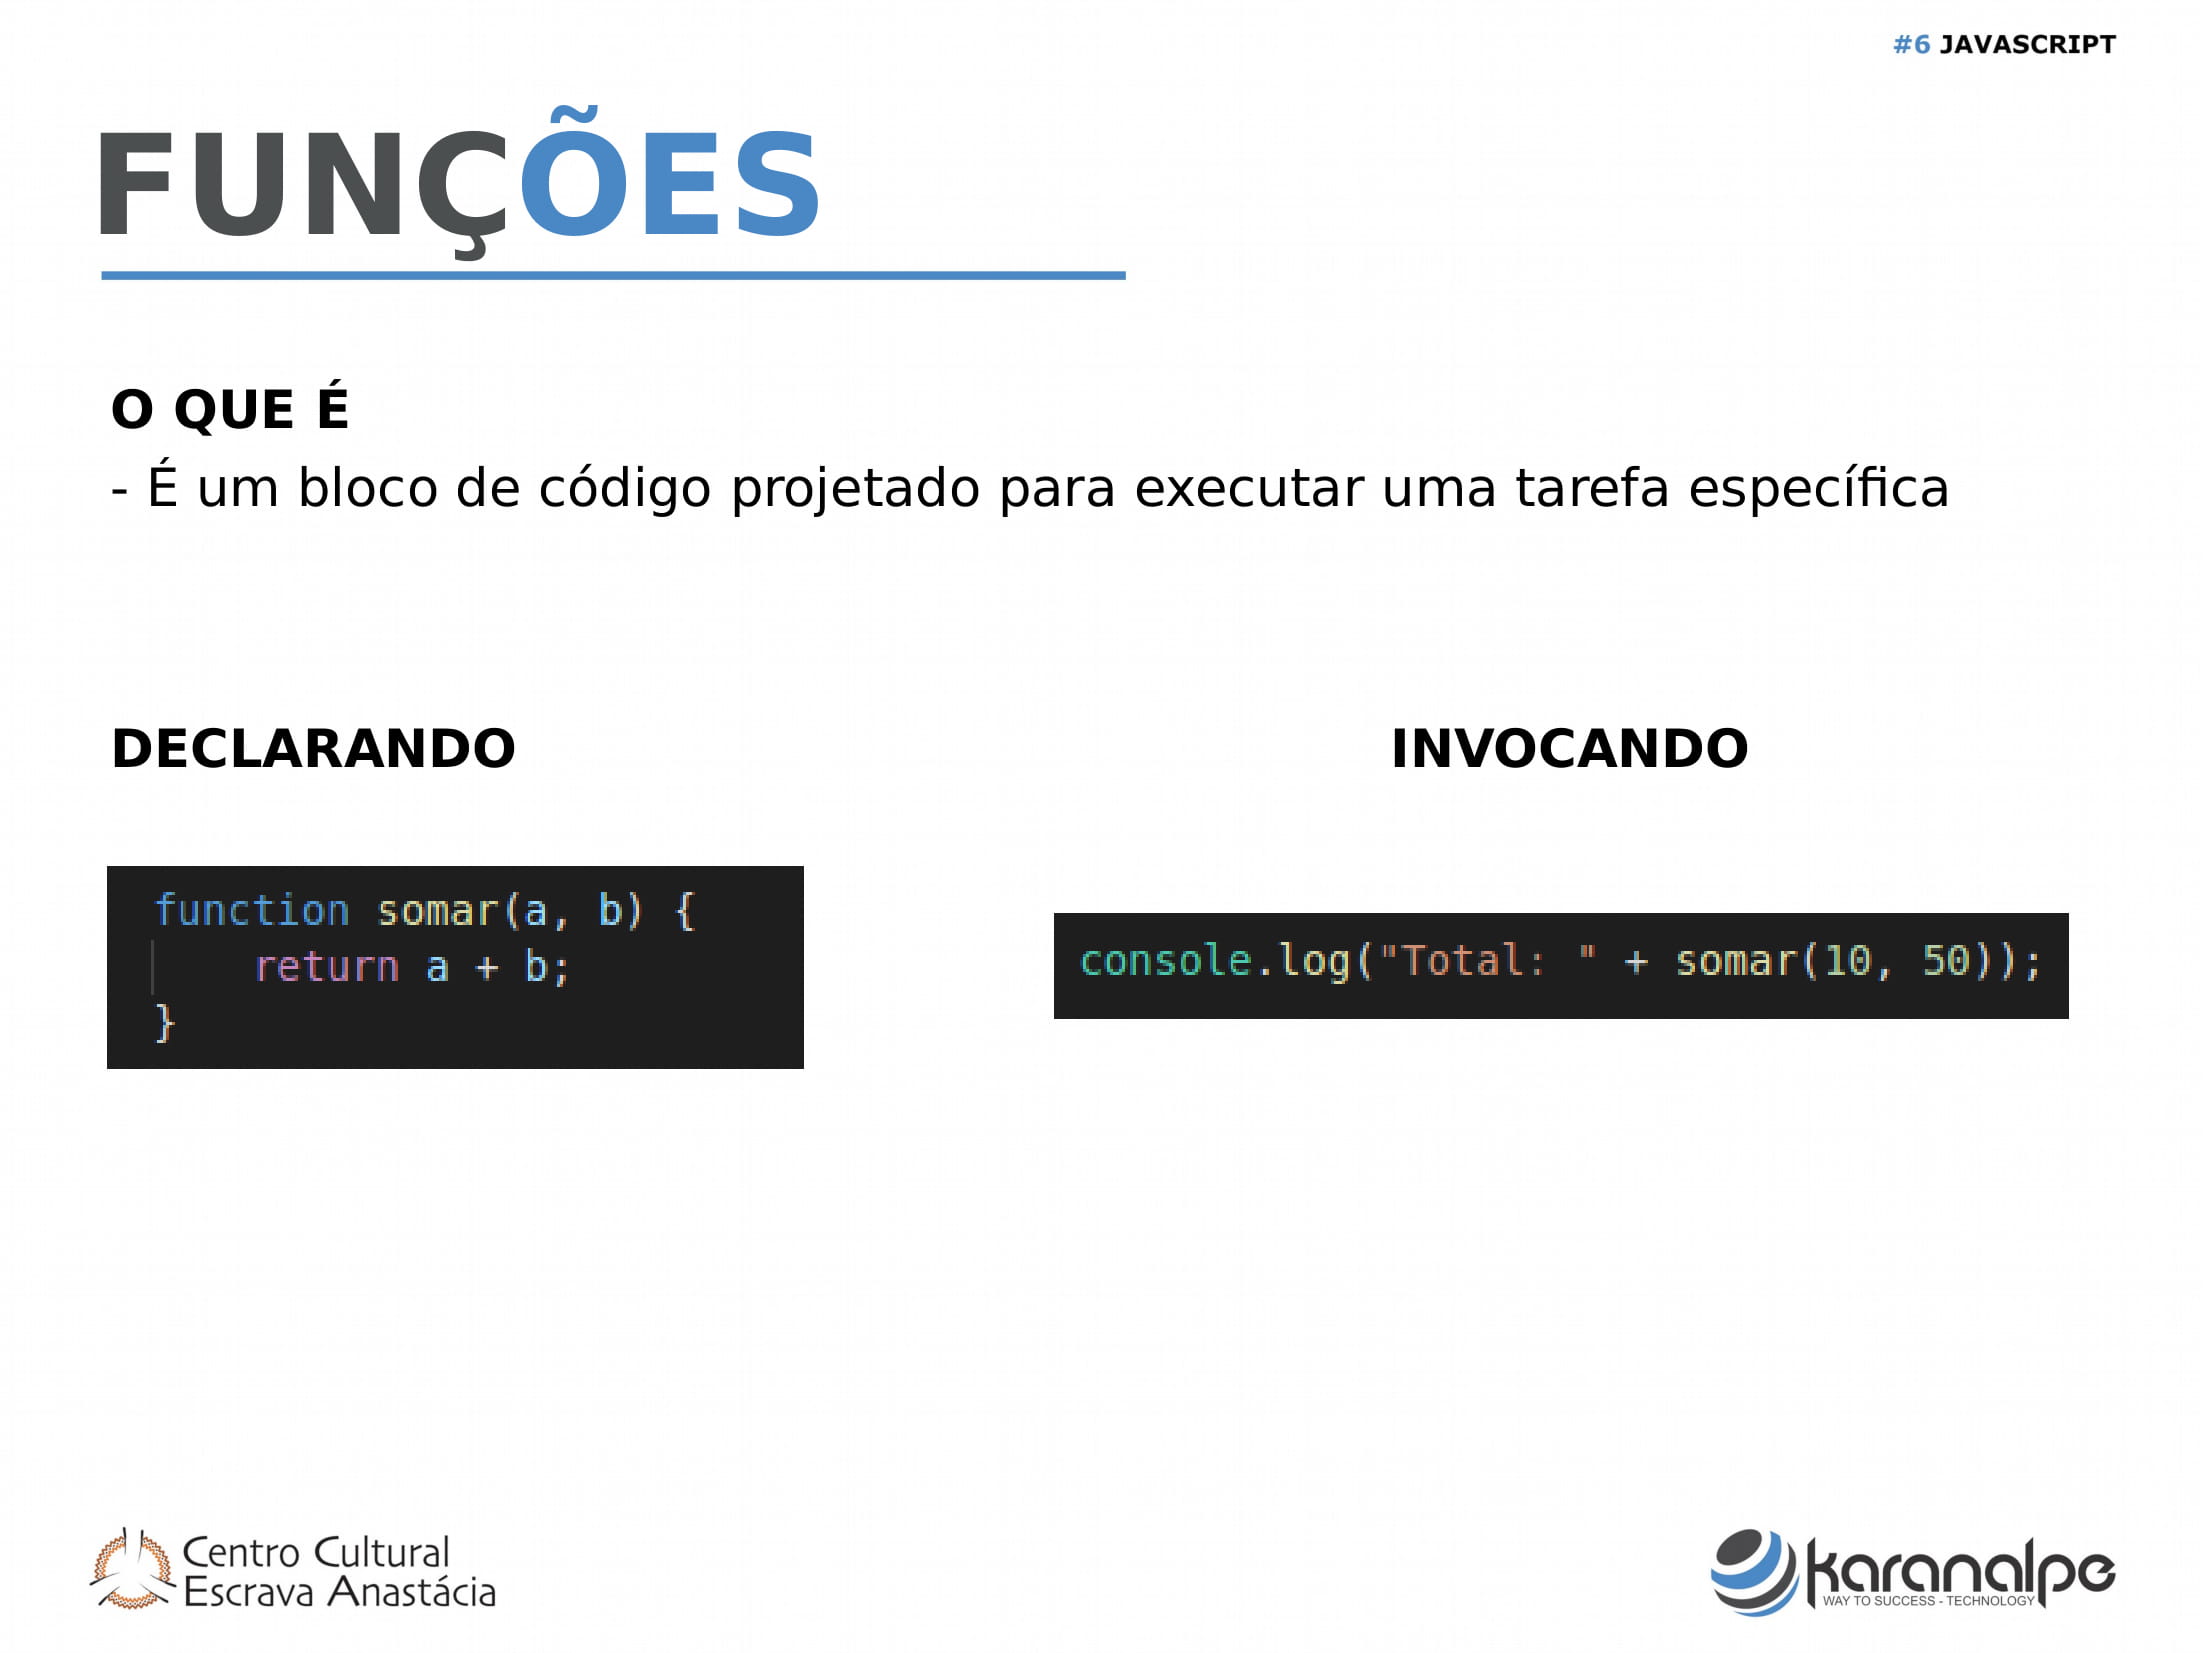 #6 JAVASCRIPT
FUNÇÕES
O QUE É
- É um bloco de código projetado para executar uma tarefa específica
DECLARANDO
function somar(a, b) {
    return a + b;
}
INVOCANDO
console.log("Total: " + somar(10, 50));
Centro Cultural
Escrava Anastácia
karanalpe
WAY TO SUCCESS - TECHNOLOGY